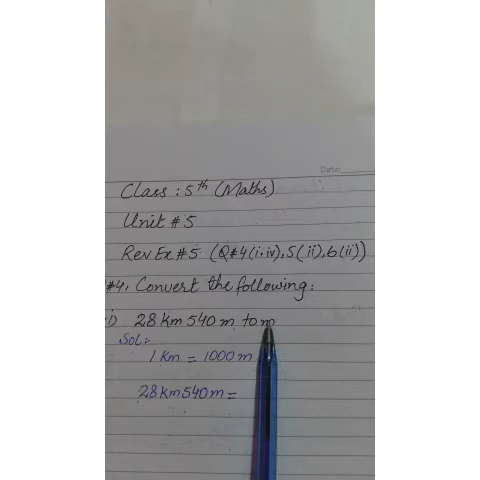 Date:
Class : 5th (Maths)
Unit # 5
Rev Ex # 5 (Q#4(i,iv), 5(ii), 6(ii))
#4. Convert the following:
i) 28 km 540 m to m
Sol:
1 Km = 1000 m
28 km 540 m =